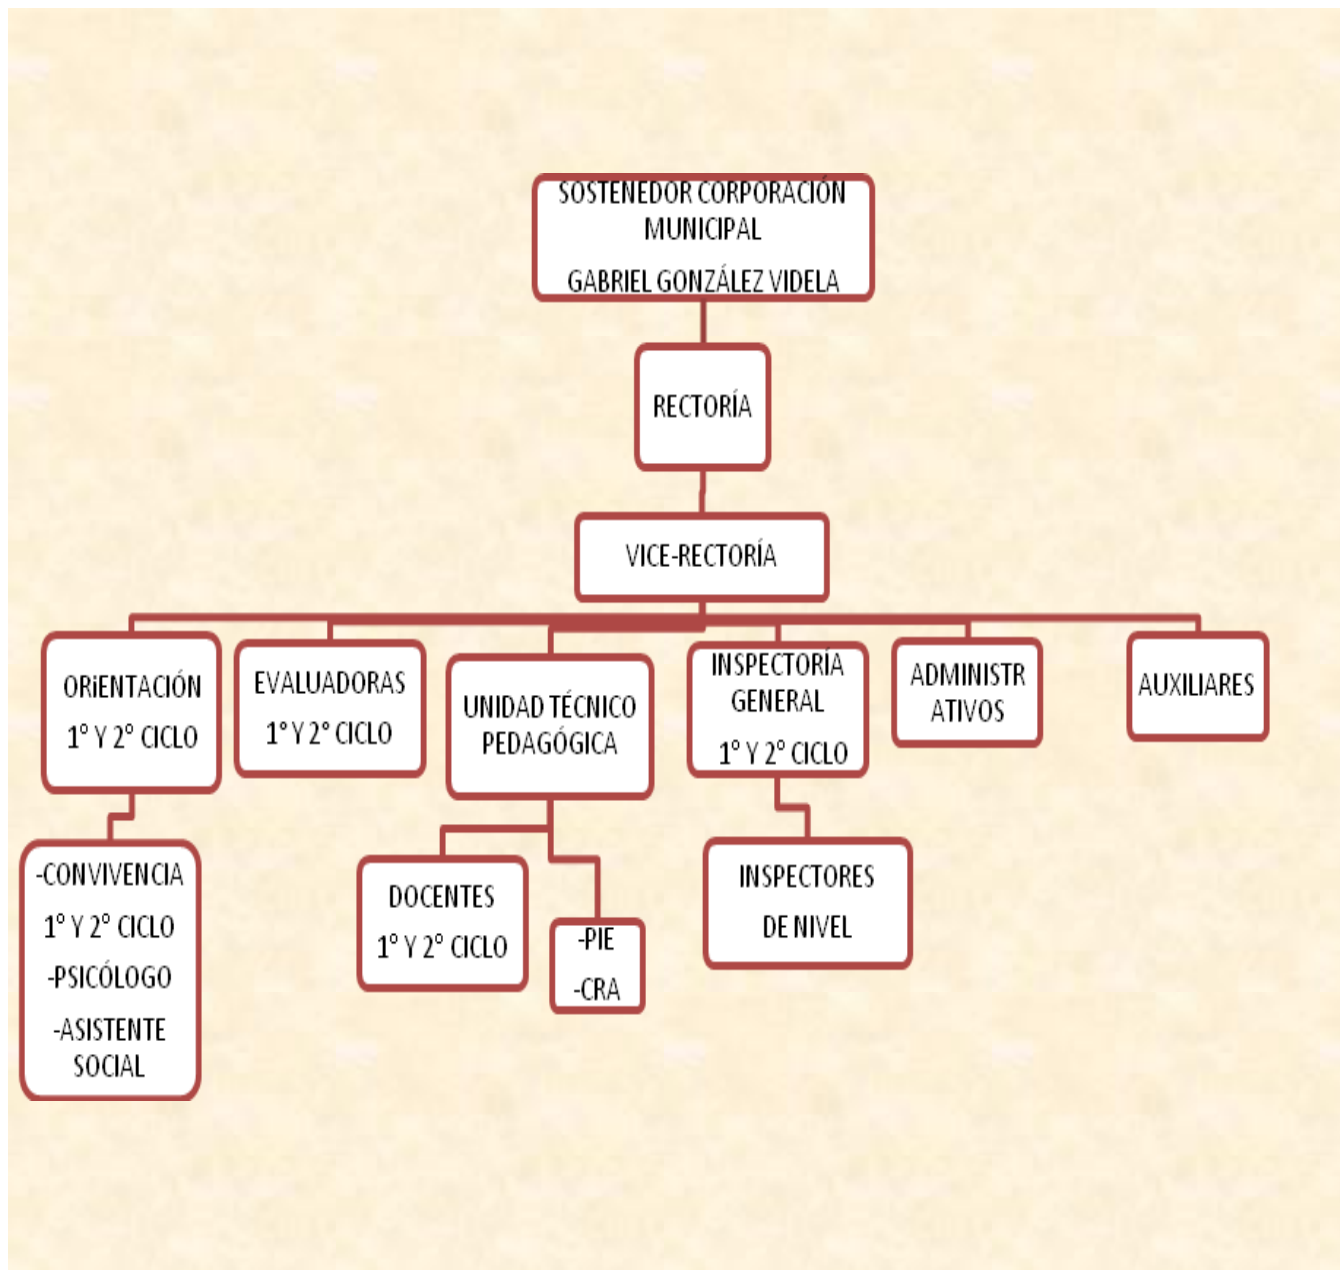 SOSTENEDOR CORPORACIÓN
MUNICIPAL
GABRIEL GONZÁLEZ VIDELA
RECTORÍA
VICE-RECTORÍA
ORiENTACIÓN
1° Y 2° CICLO
EVALUADORAS
1° Y 2° CICLO
UNIDAD TÉCNICO
PEDAGÓGICA
INSPECTORÍA
GENERAL
1° Y 2° CICLO
ADMINISTR
ATIVOS
AUXILIARES
-CONVIVENCIA
1° Y 2° CICLO
-PSICÓLOGO
-ASISTENTE
SOCIAL
DOCENTES
1° Y 2° CICLO
-PIE
-CRA
INSPECTORES
DE NIVEL